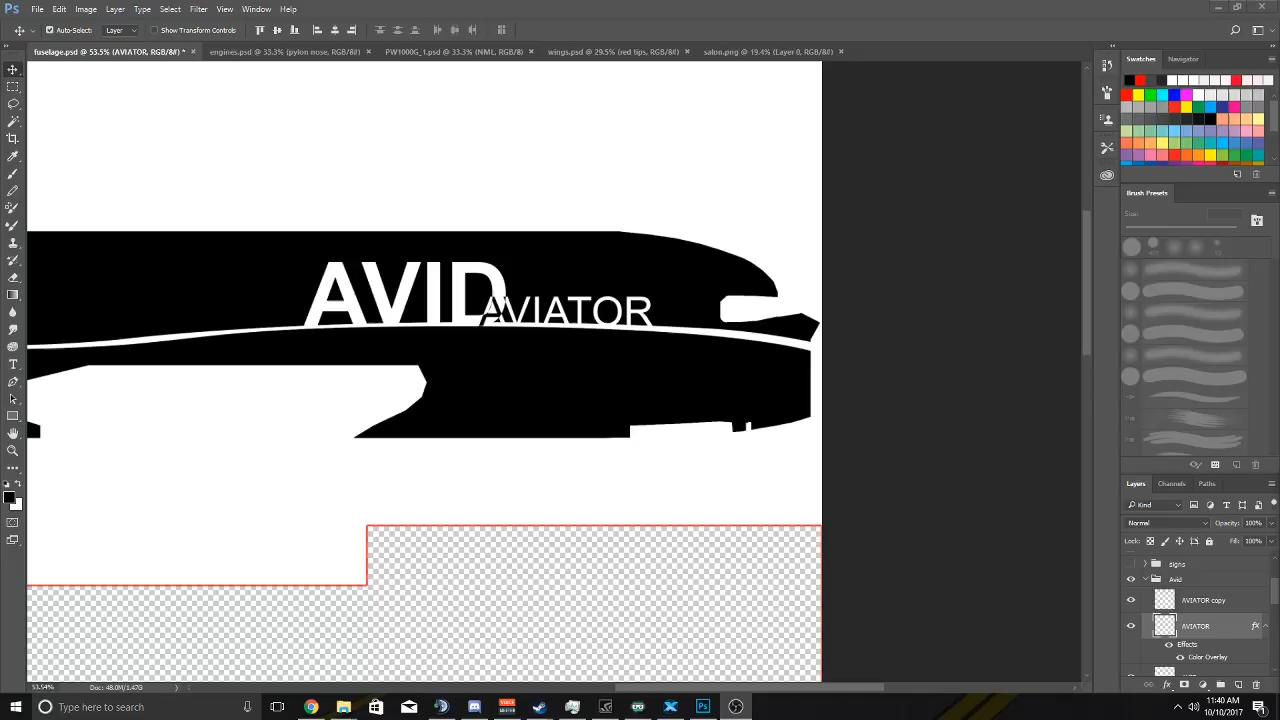 Ps File Edit Image Layer Type Select Filter View Window Help
Auto-Select: Layer Show Transform Controls
fuselage.psd @ 53.5% (AVIATOR, RGB/8#) * engines.psd @ 33.3% (pylon nose, RGB/8#) PW1000G_1.psd @ 33.3% (NML, RGB/8) wings.psd @ 29.5% (red tips, RGB/8#) salon.png @ 19.4% (Layer 0, RGB/8#)
Swatches Navigator
Brush Presets
Size:
AVID
AVIATOR
Layers Channels Paths
Kind
Normal Opacity: 100%
Lock: Fill: 100%
signs
Avid
AVIATOR copy
AVIATOR fx
Effects
Color Overlay
53.54% Doc: 48.0M/1.47G
Type here to search
11:40 AM
10/10/2017